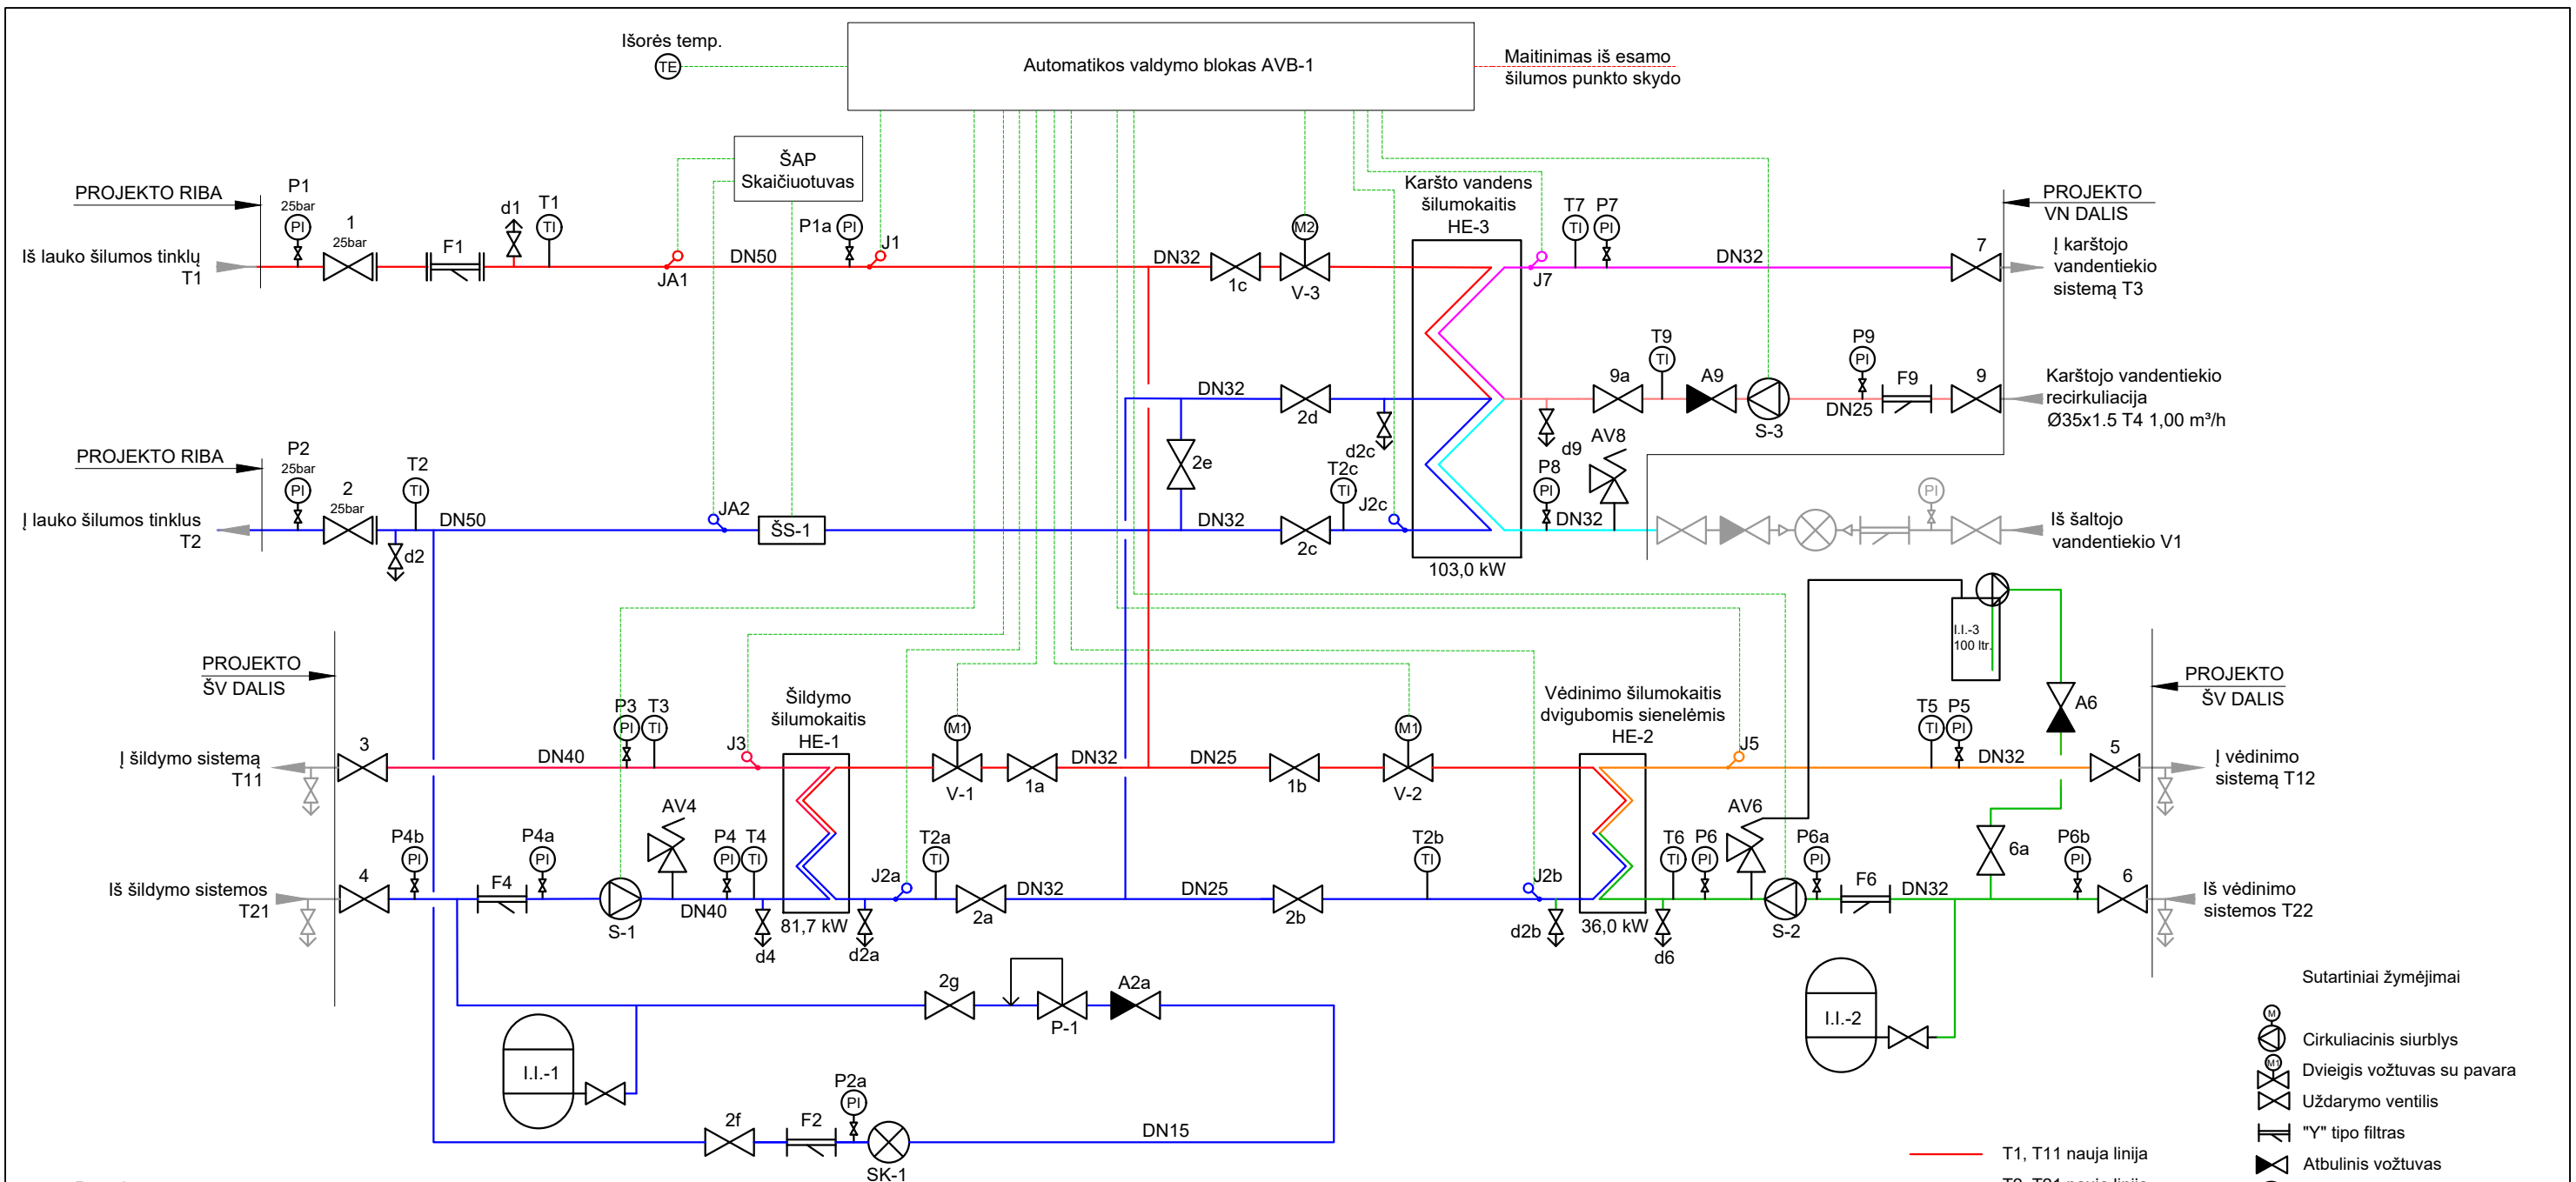 Išorės temp.
TE
Automatikos valdymo blokas AVB-1
Maitinimas iš esamo
šilumos punkto skydo
ŠAP
Skaičiuotuvas
PROJEKTO RIBA
P1
25bar
PI
1
25bar
F1
d1
T1
TI
JA1
DN50
P1a
PI
J1
DN32
1c
M2
V-3
Karšto vandens
šilumokaitis
HE-3
J7
T7
TI
P7
PI
DN32
7
PROJEKTO
VN DALIS
Iš lauko šilumos tinklų
T1
Į karštojo
vandentiekio
sistemą T3
DN32
2d
d2c
2e
9a
T9
TI
A9
S-3
P9
PI
DN25
F9
9
Karštojo vandentiekio
recirkuliacija
Ø35x1.5 T4 1,00 m³/h
d9
AV8
PROJEKTO RIBA
P2
25bar
PI
2
25bar
T2
TI
d2
DN50
JA2
ŠS-1
DN32
2c
T2c
TI
J2c
P8
PI
DN32
PI
Į lauko šilumos tinklus
T2
Iš šaltojo
vandentiekio V1
103,0 kW
I.I.-3
100 ltr.
A6
PROJEKTO
ŠV DALIS
PROJEKTO
ŠV DALIS
3
DN40
P3
PI
T3
TI
J3
Šildymo
šilumokaitis
HE-1
M1
V-1
1a
DN32
DN25
1b
M1
V-2
Vėdinimo šilumokaitis
dvigubomis sienelėmis
HE-2
J5
T5
TI
P5
PI
DN32
5
Į šildymo sistemą
T11
Į vėdinimo
sistemą T12
4
P4b
PI
F4
P4a
PI
S-1
AV4
DN40
P4
PI
T4
TI
d4
81,7 kW
d2a
J2a
T2a
TI
2a
DN32
DN25
2b
T2b
TI
J2b
d2b
36,0 kW
d6
T6
TI
P6
PI
AV6
S-2
P6a
PI
F6
DN32
6a
P6b
PI
6
Iš šildymo sistemos
T21
Iš vėdinimo
sistemos T22
2g
P-1
A2a
I.I.-1
I.I.-2
2f
F2
P2a
PI
SK-1
DN15
Sutartiniai žymėjimai
M
Cirkuliacinis siurblys
M1
Dvieigis vožtuvas su pavara
Uždarymo ventilis
"Y" tipo filtras
Atbulinis vožtuvas
T1, T11 nauja linija